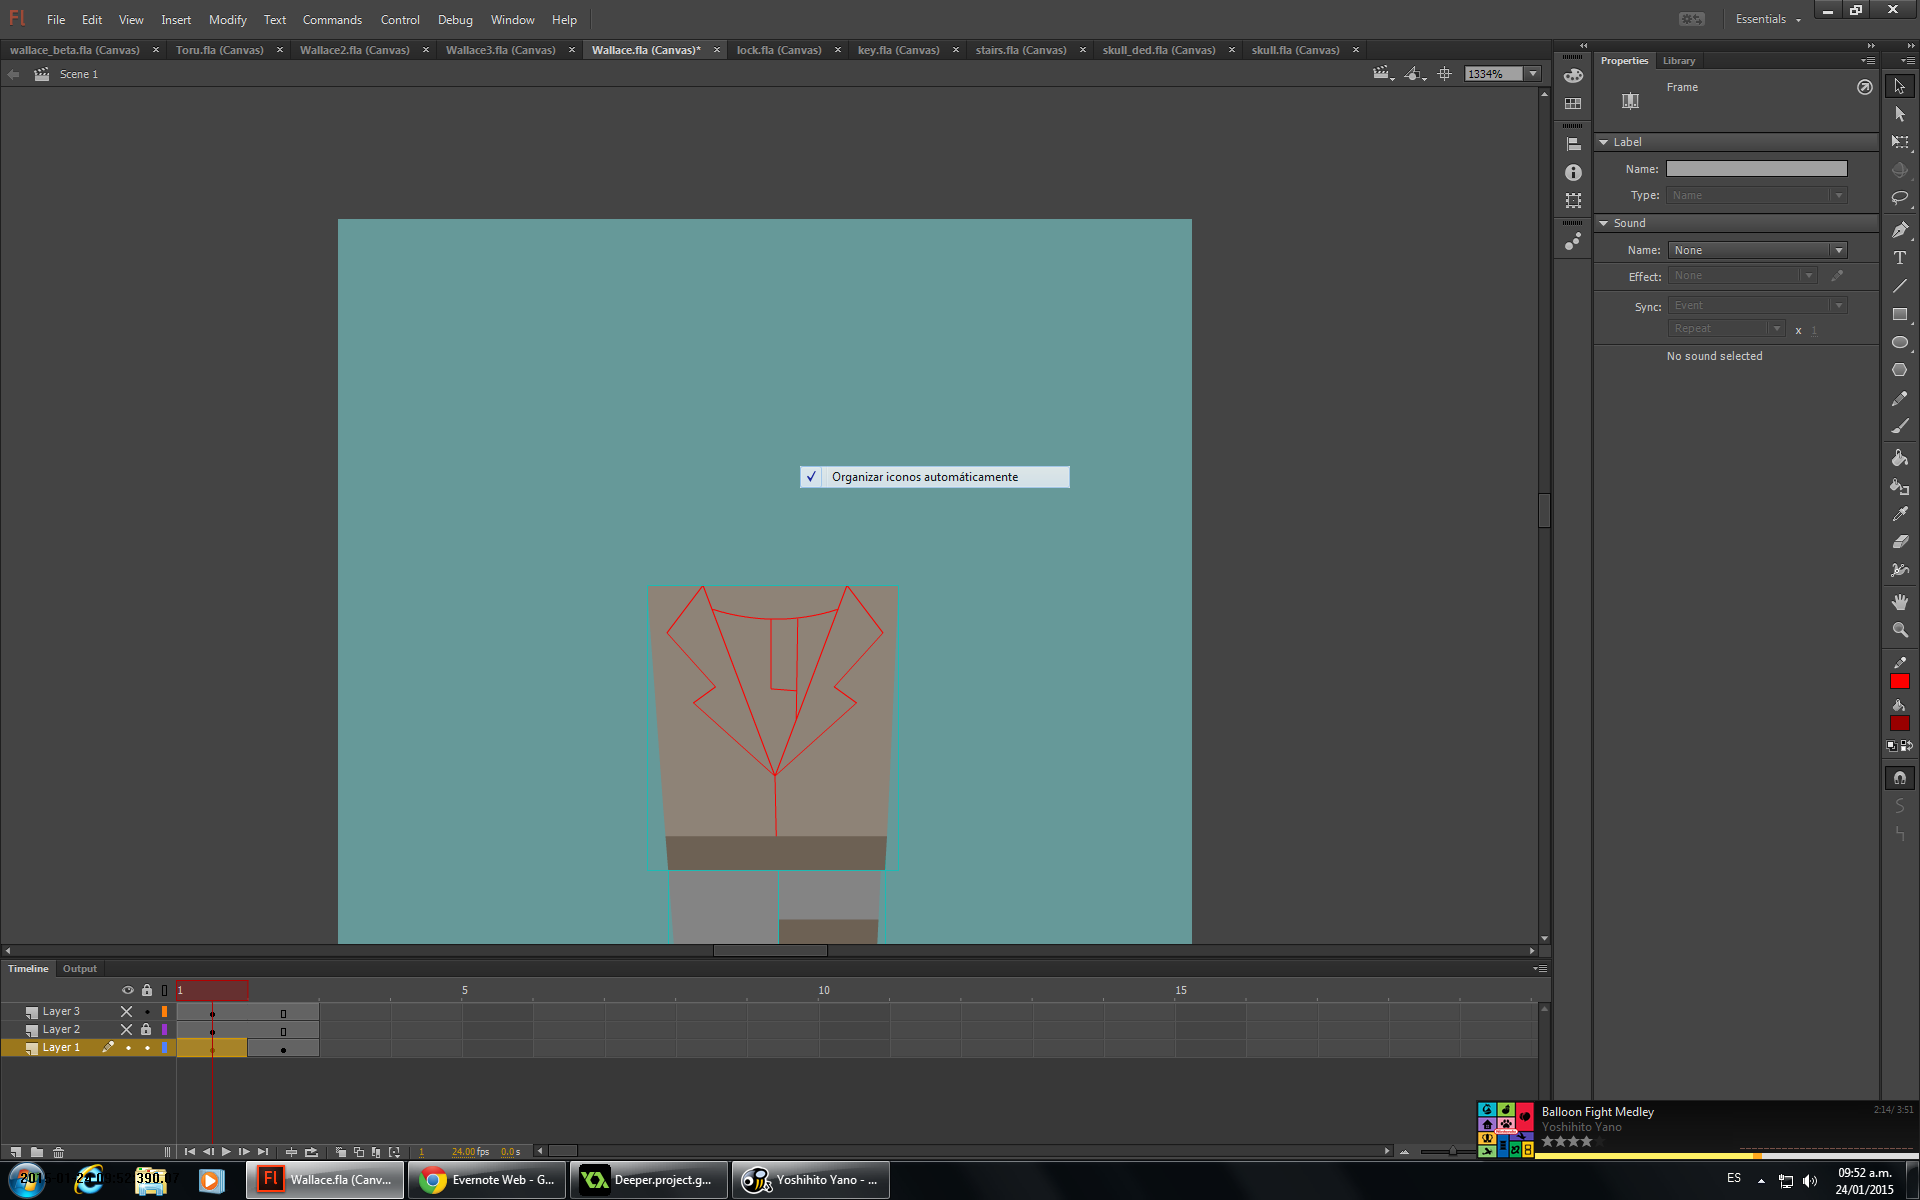 Fl File Edit View Insert Modify Text Commands Control Debug Window Help Essentials
wallace_beta.fla (Canvas) × Toru.fla (Canvas) × Wallace2.fla (Canvas) × Wallace3.fla (Canvas) × Wallace.fla (Canvas)* × lock.fla (Canvas) × key.fla (Canvas) × stairs.fla (Canvas) × skull_ded.fla (Canvas) × skull.fla (Canvas) ×
Scene 1 1334%
Properties Library
Frame
Label
Name:
Type: Name
Sound
Name: None
Effect: None
Sync: Event
Repeat x 1
No sound selected
✓ Organizar iconos automáticamente
Timeline Output
1 5 10 15
Layer 3
Layer 2
Layer 1
1 24.00 fps 0.0 s
Balloon Fight Medley 2:14/ 3:51
Yoshihito Yano
Fl Wallace.fla (Canv... Evernote Web - G... Deeper.project.g... Yoshihito Yano - ...
ES 09:52 a.m.
24/01/2015